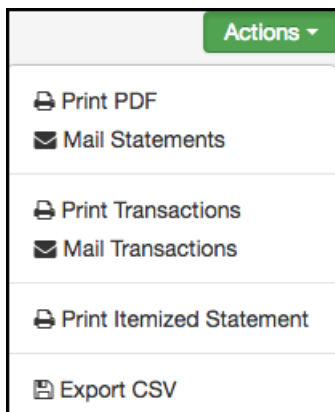 Actions
Print PDF
Mail Statements
Print Transactions
Mail Transactions
Print Itemized Statement
Export CSV